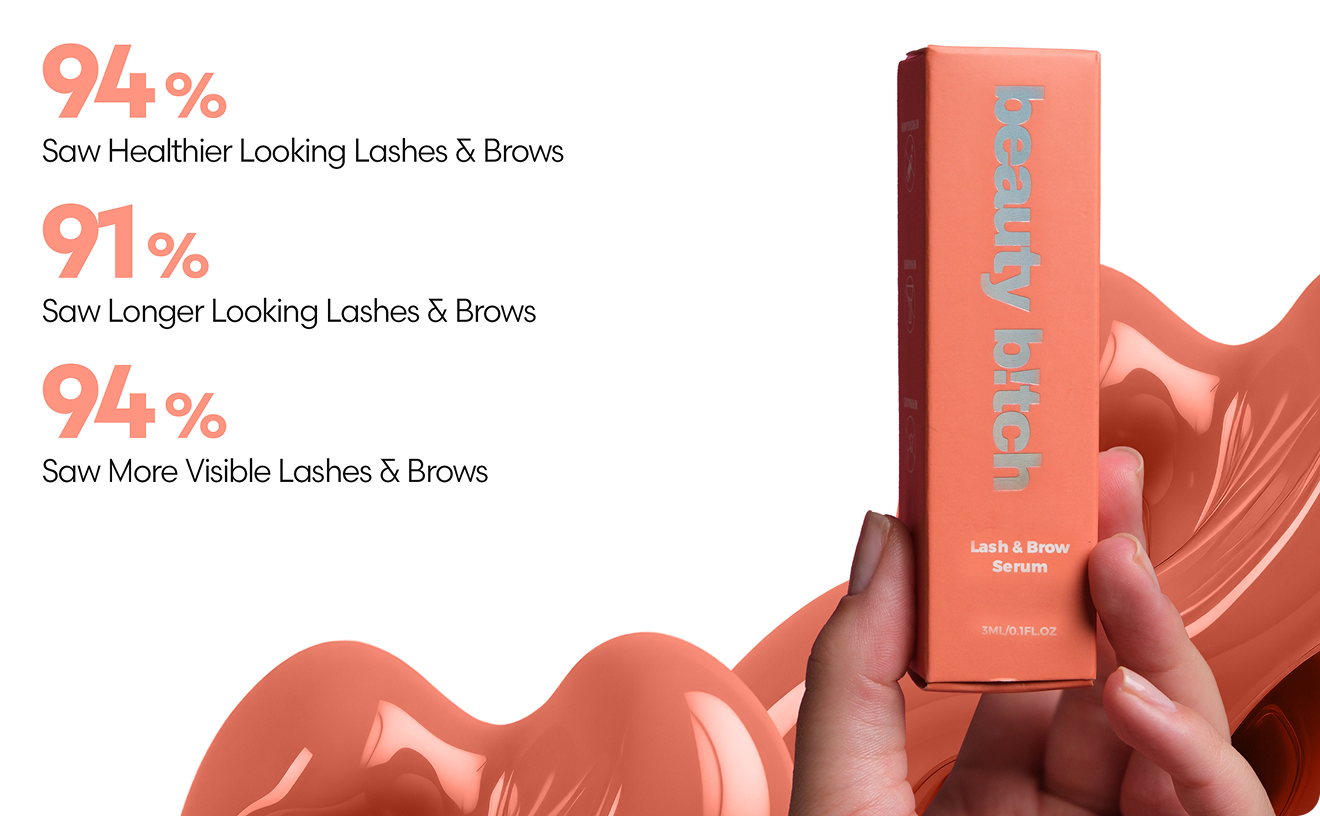 94%
Saw Healthier Looking Lashes & Brows
91%
Saw Longer Looking Lashes & Brows
94%
Saw More Visible Lashes & Brows
beauty b!tch
Lash & Brow
Serum
3ML/0.1FL.OZ